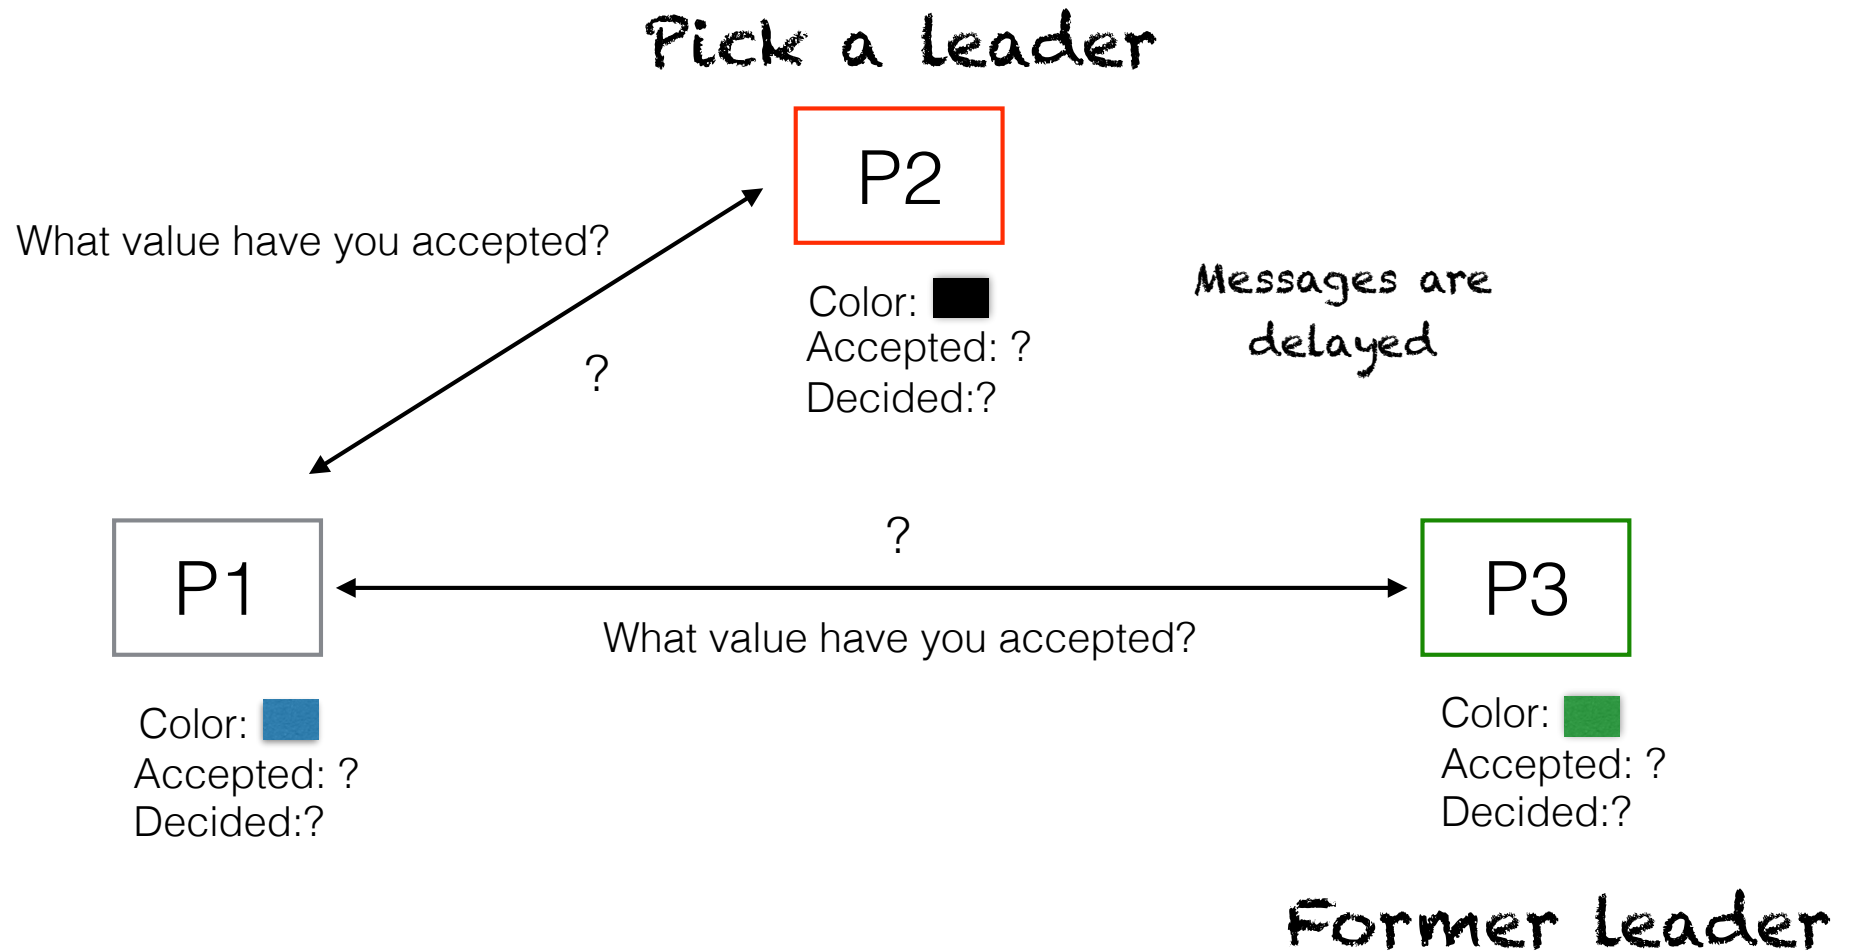 Pick a leader
P2
What value have you accepted?
Color:
Accepted: ?
Decided:?
Messages are
delayed
?
?
P1
P3
What value have you accepted?
Color:
Accepted: ?
Decided:?
Color:
Accepted: ?
Decided:?
Former leader